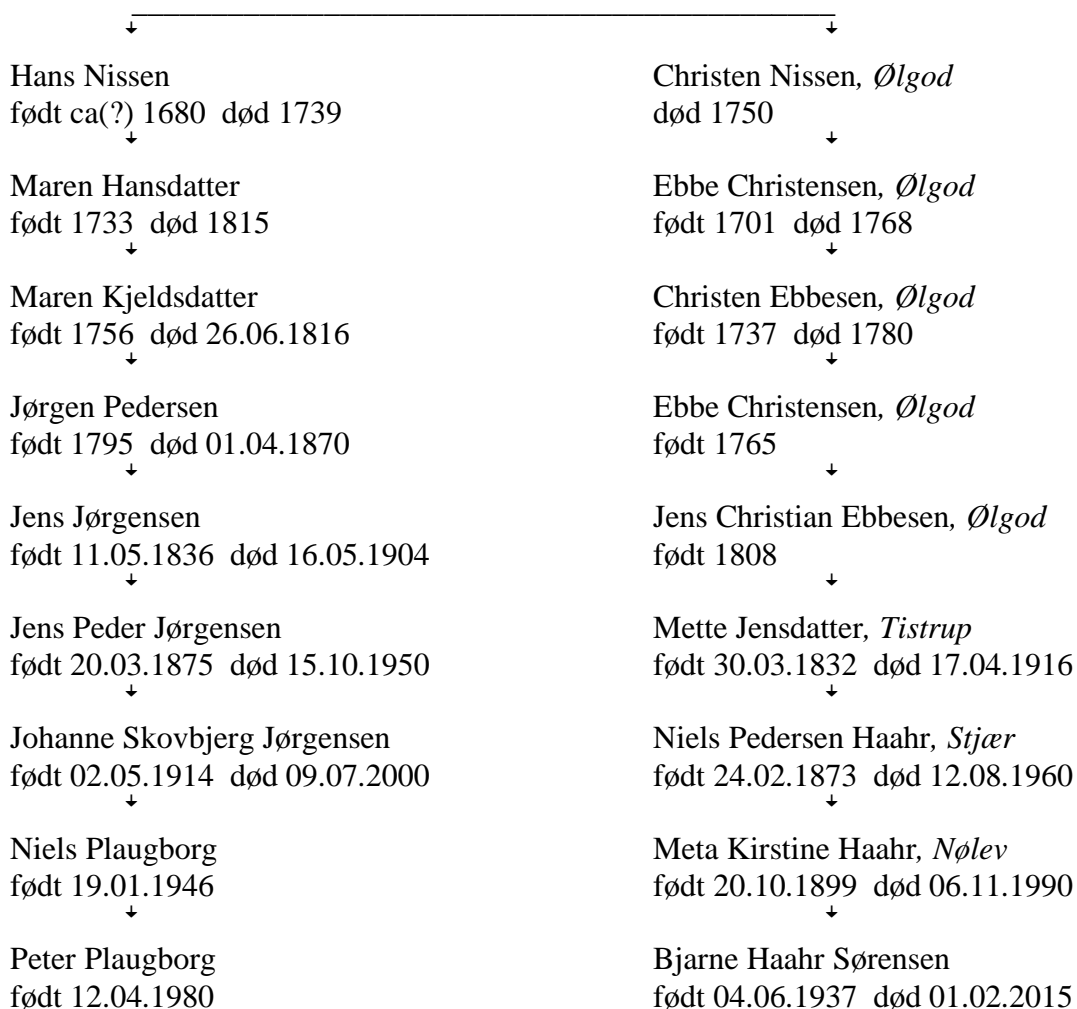 Hans Nissen
født ca(?) 1680 død 1739
Maren Hansdatter
født 1733 død 1815
Maren Kjeldsdatter
født 1756 død 26.06.1816
Jørgen Pedersen
født 1795 død 01.04.1870
Jens Jørgensen
født 11.05.1836 død 16.05.1904
Jens Peder Jørgensen
født 20.03.1875 død 15.10.1950
Johanne Skovbjerg Jørgensen
født 02.05.1914 død 09.07.2000
Niels Plaugborg
født 19.01.1946
Peter Plaugborg
født 12.04.1980
Christen Nissen, Ølgod
død 1750
Ebbe Christensen, Ølgod
født 1701 død 1768
Christen Ebbesen, Ølgod
født 1737 død 1780
Ebbe Christensen, Ølgod
født 1765
Jens Christian Ebbesen, Ølgod
født 1808
Mette Jensdatter, Tistrup
født 30.03.1832 død 17.04.1916
Niels Pedersen Haahr, Stjær
født 24.02.1873 død 12.08.1960
Meta Kirstine Haahr, Nølev
født 20.10.1899 død 06.11.1990
Bjarne Haahr Sørensen
født 04.06.1937 død 01.02.2015